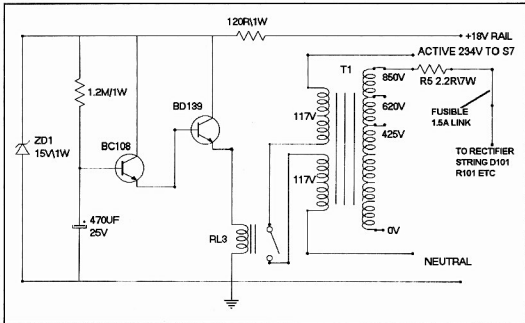 120R\1W
+18V RAIL
ACTIVE 234V TO S7
T1
850V
R5 2.2R\7W
1.2M/1W
BD139
620V
FUSIBLE
1.5A LINK
117V
425V
ZD1
15V\1W
BC108
TO RECTIFIER
STRING D101
R101 ETC
117V
470UF
25V
RL3
0V
NEUTRAL